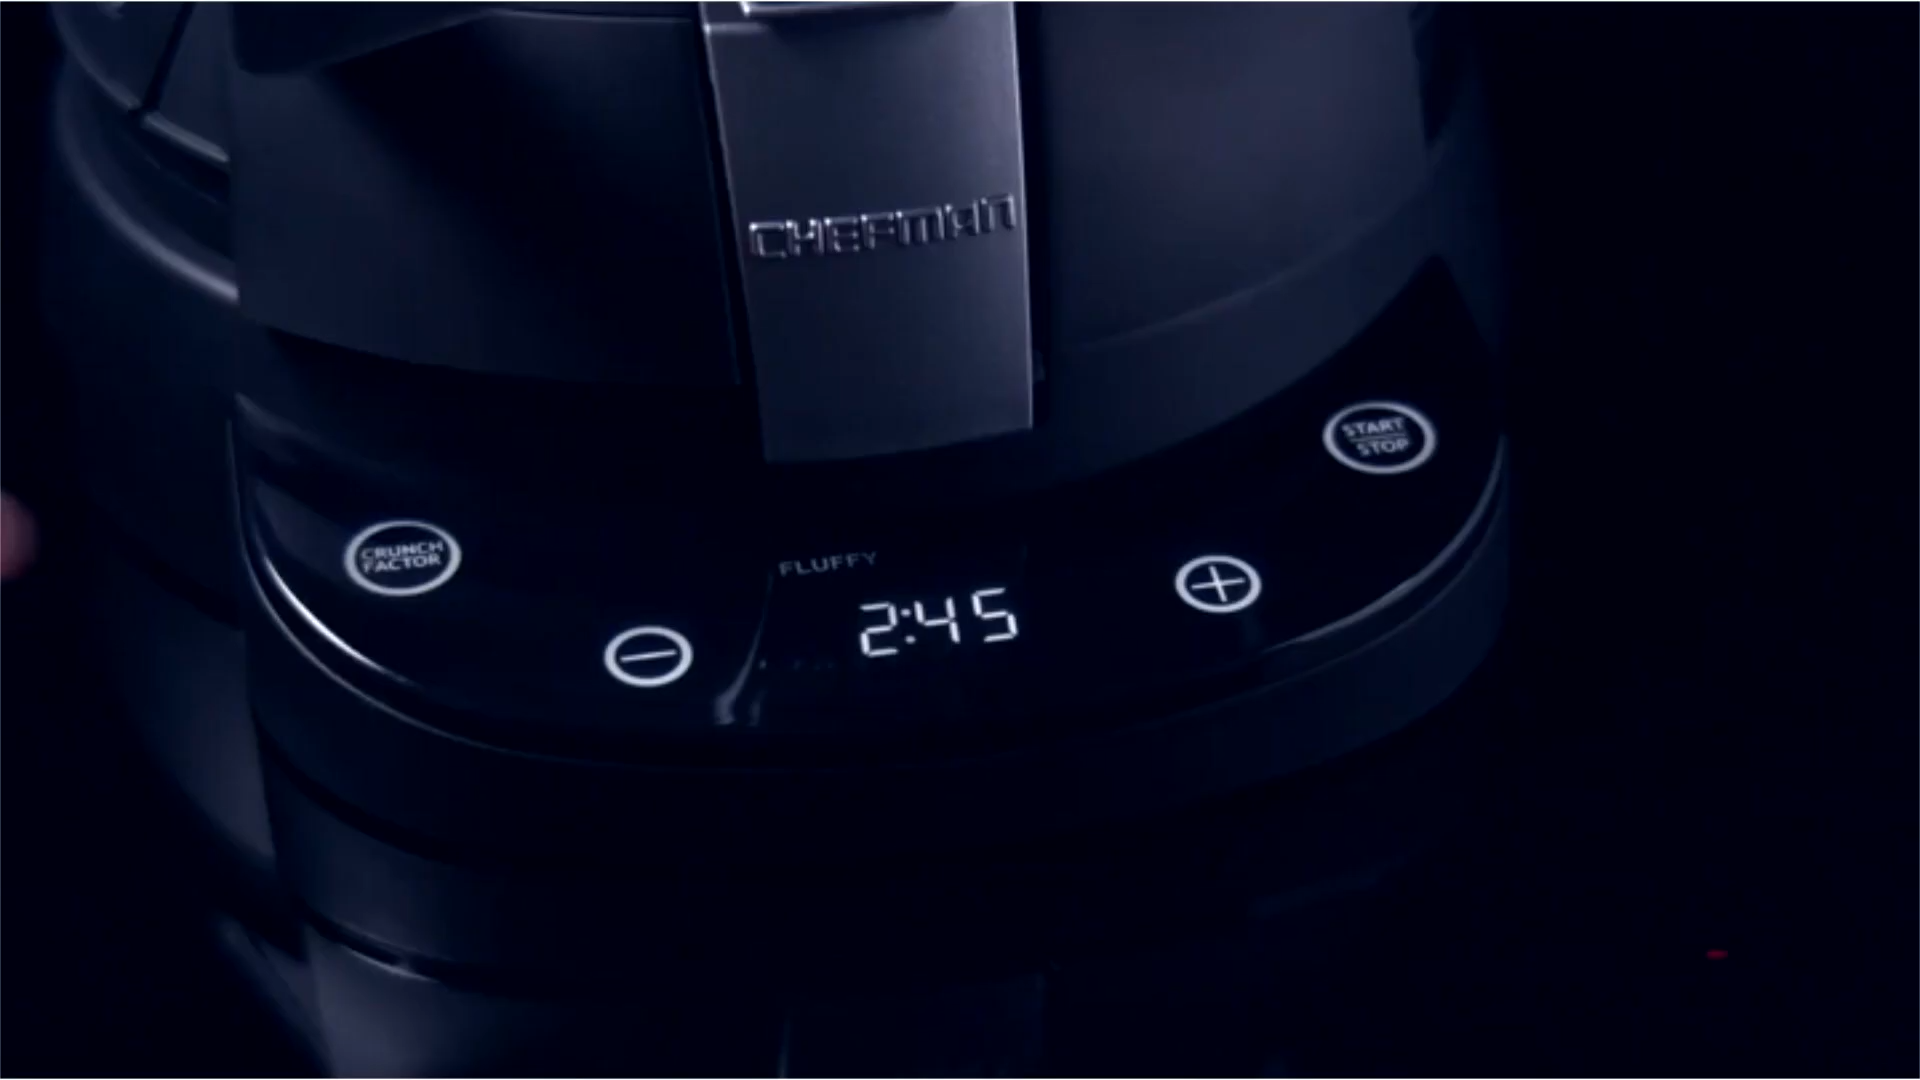 CHEFMAN
START
STOP
CRUNCH
FACTOR
FLUFFY
2:45